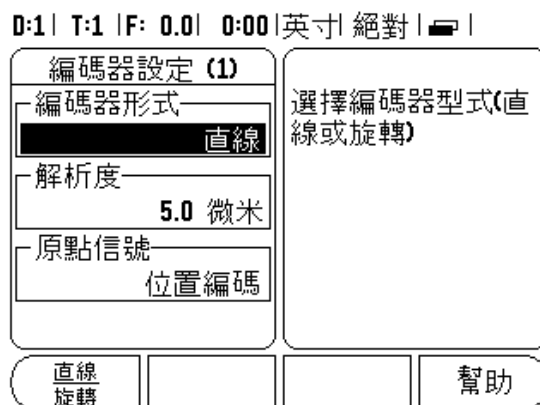 D:1| T:1 |F: 0.0| 0:00|英寸|絕對|
編碼器設定 (1)
編碼器形式
直線
解析度
5.0 微米
原點信號
位置編碼
選擇編碼器型式(直
線或旋轉)
直線
旋轉
幫助